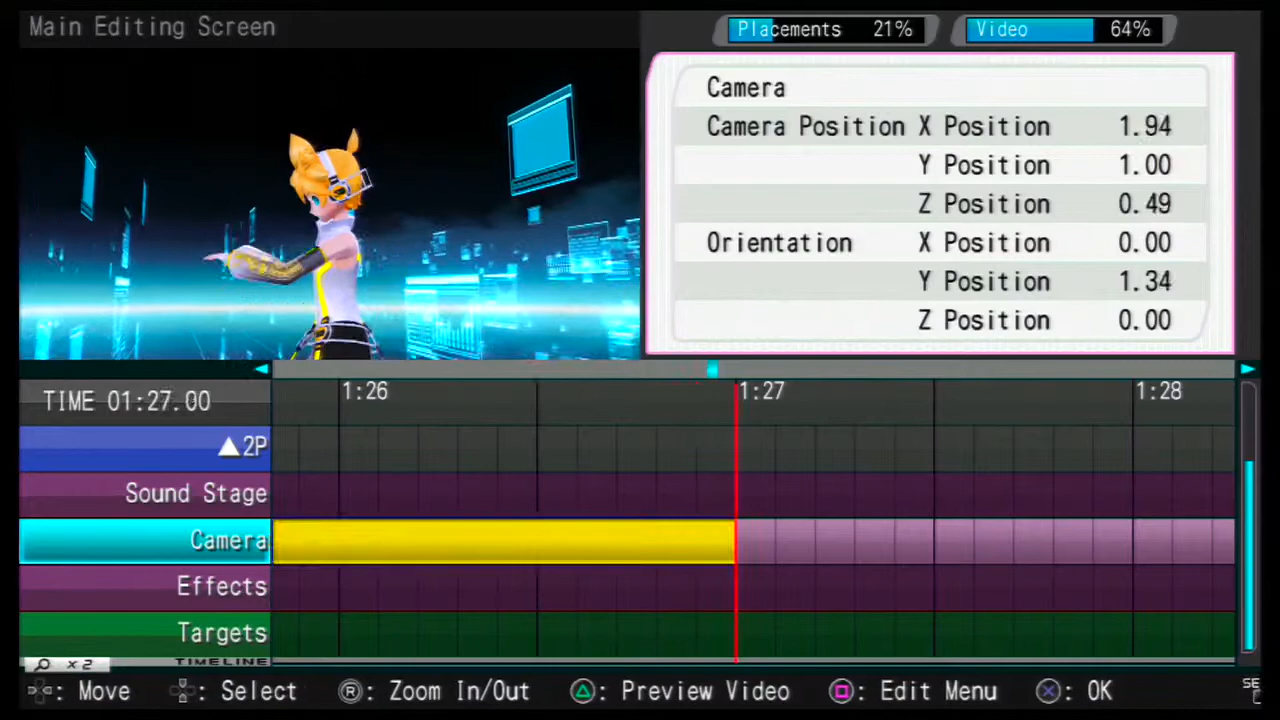 Main Editing Screen
Placements 21%
Video 64%
Camera
Camera Position X Position 1.94
Y Position 1.00
Z Position 0.49
Orientation X Position 0.00
Y Position 1.34
Z Position 0.00
TIME 01:27.00
1:26
1:27
1:28
▲2P
Sound Stage
Camera
Effects
Targets
×2
TIMELINE
: Move : Select Ⓡ: Zoom In/Out △: Preview Video □: Edit Menu ×: OK
SE